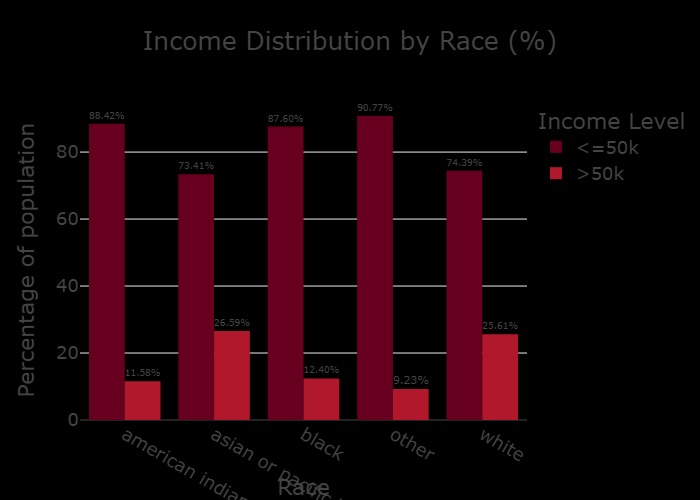 Income Distribution by Race (%)
Income Level
<=50k
>50k
Percentage of population
80
60
40
20
0
88.42%
11.58%
73.41%
26.59%
87.60%
12.40%
90.77%
9.23%
74.39%
25.61%
american indian
asian or
black
other
white
Race